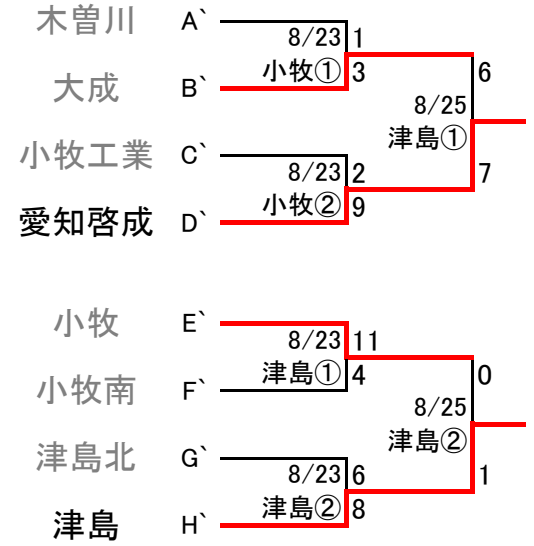 木曽川 A`
8/23 1
小牧① 3 6
大成 B`
8/25
津島①
小牧工業 C`
8/23 2 7
小牧② 9
愛知啓成 D`
小牧 E`
8/23 11
津島① 4 0
小牧南 F`
8/25
津島②
津島北 G`
8/23 6 1
津島② 8
津島 H`